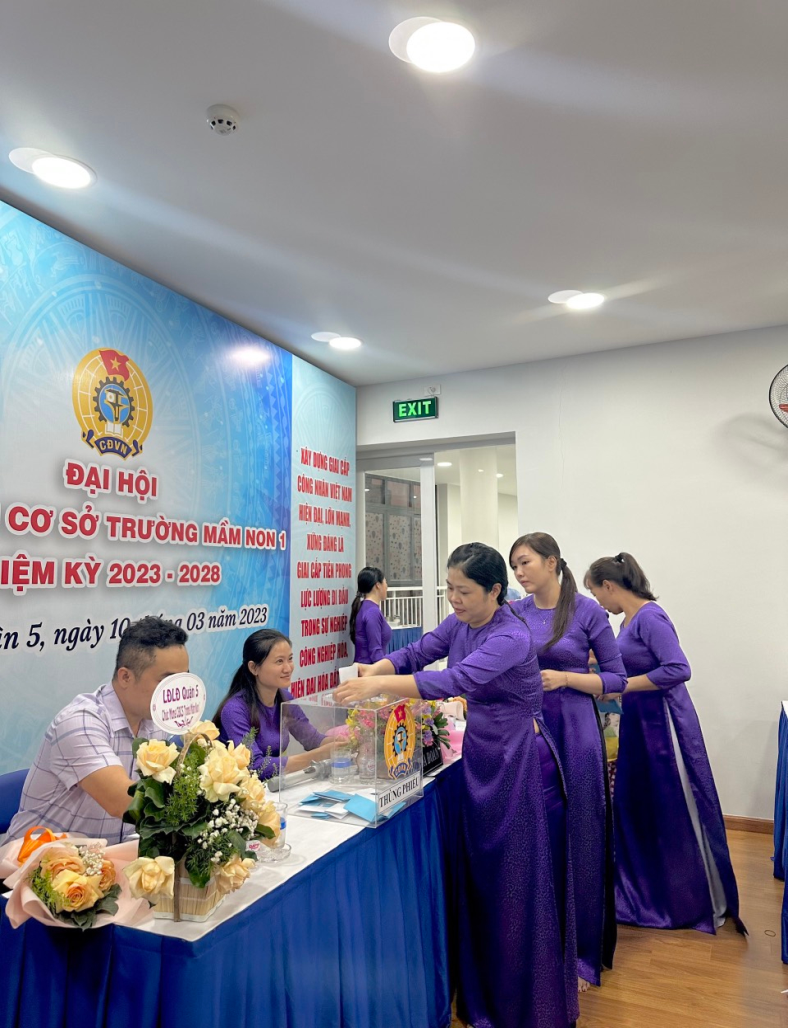 EXIT
CĐVN
ĐẠI HỘI
CƠ SỞ TRƯỜNG MẦM NON 1
IỆM KỲ 2023 - 2028
ận 5, ngày 10 tháng 03 năm 2023
XÂY DỰNG GIAI CẤP
CÔNG NHÂN VIỆT NAM
HIỆN ĐẠI, LỚN MẠNH,
XỨNG ĐÁNG LÀ
GIAI CẤP TIÊN PHONG
LỰC LƯỢNG ĐI ĐẦU
TRONG SỰ NGHIỆP
CÔNG NGHIỆP HÓA,
HIỆN ĐẠI HÓA
LĐLĐ Quận 5
THÙNG PHIẾU